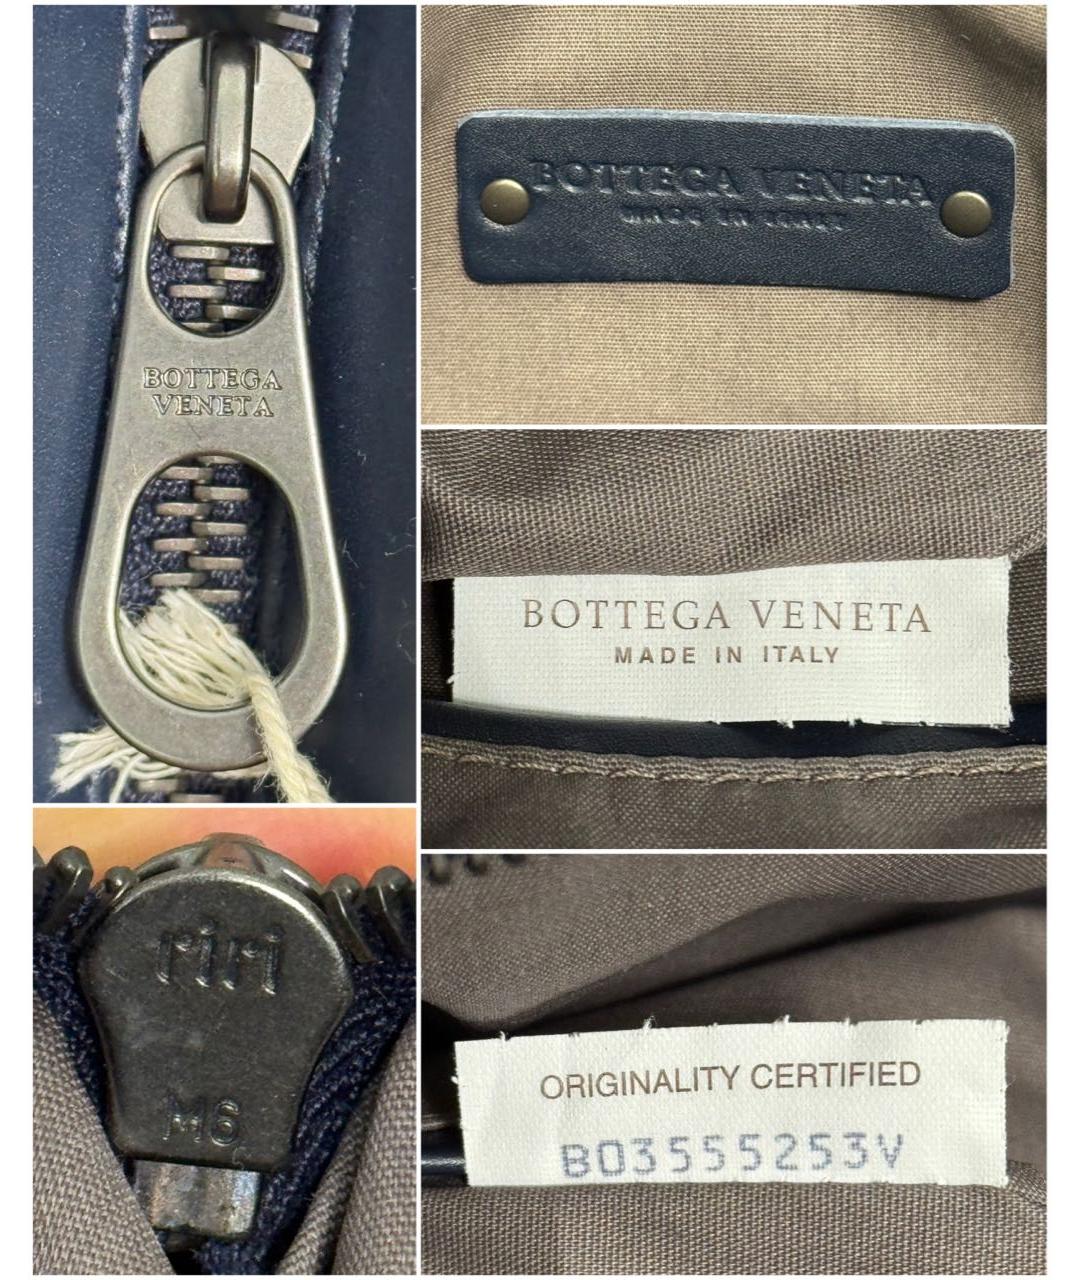 BOTTEGA
VENETA
BOTTEGA VENETA
MADE IN ITALY
BOTTEGA VENETA
MADE IN ITALY
riri
M6
ORIGINALITY CERTIFIED
B03555253V